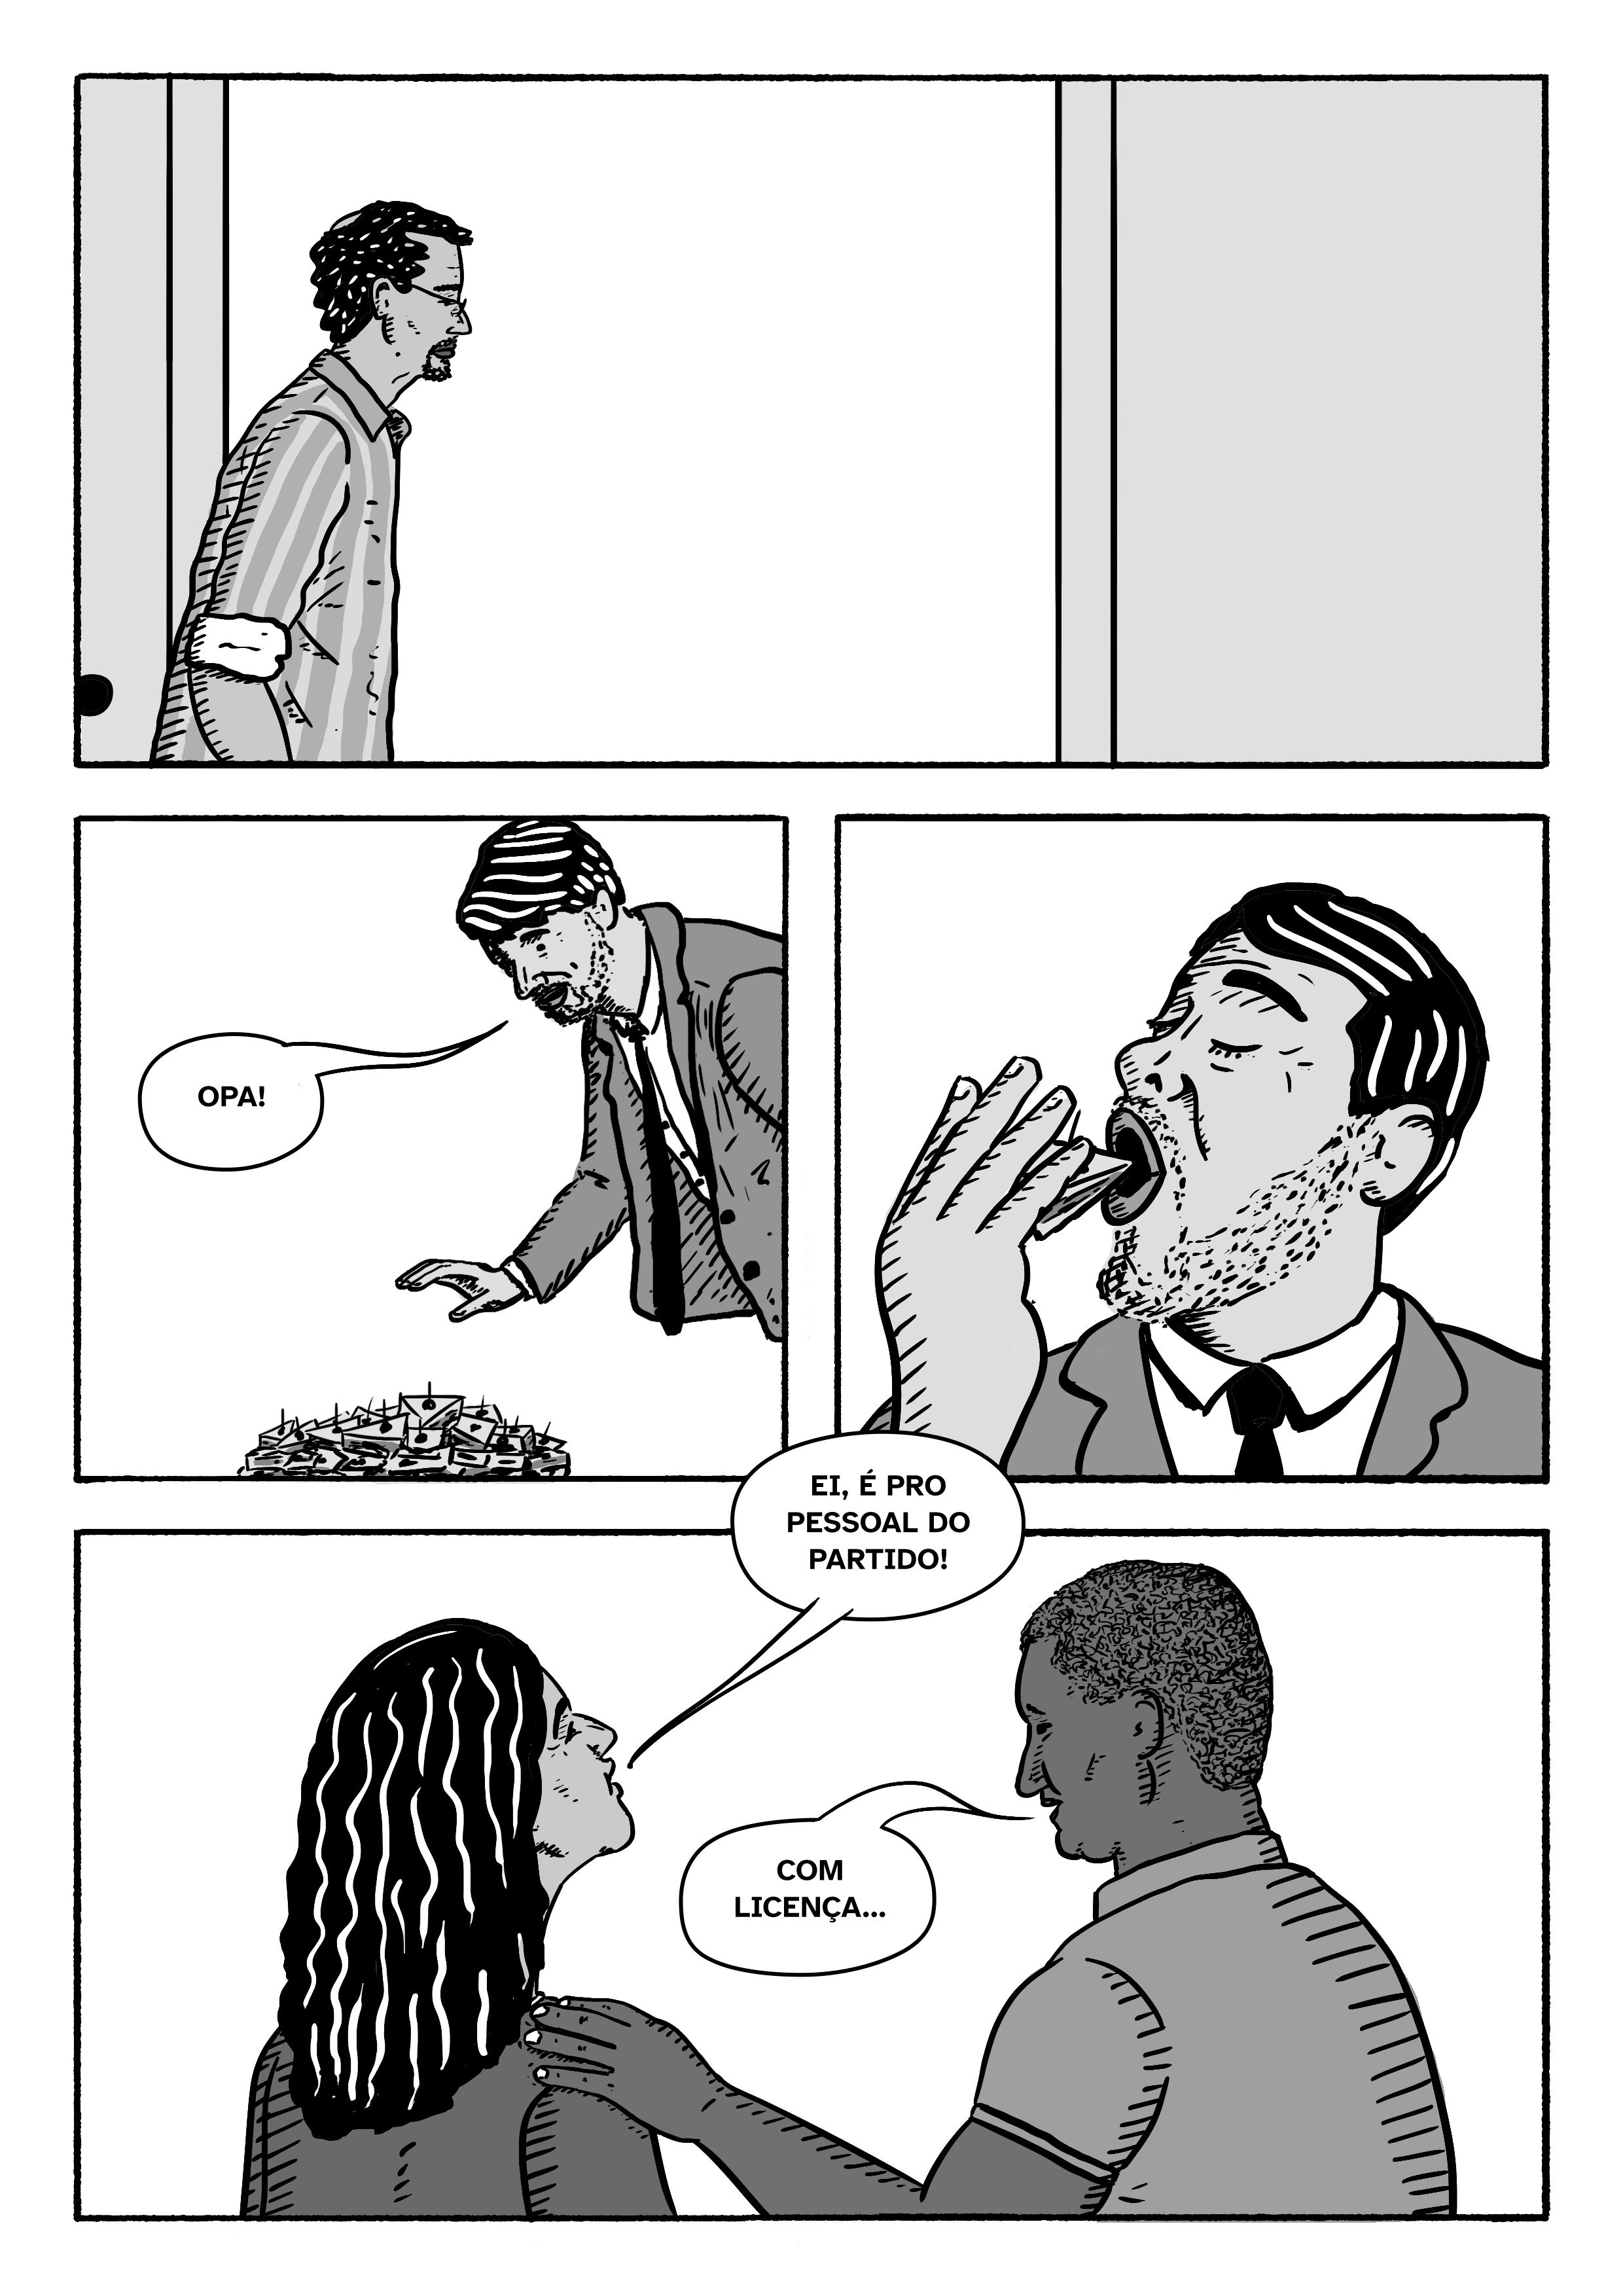 OPA!
EI, É PRO
PESSOAL DO
PARTIDO!
COM
LICENÇA...